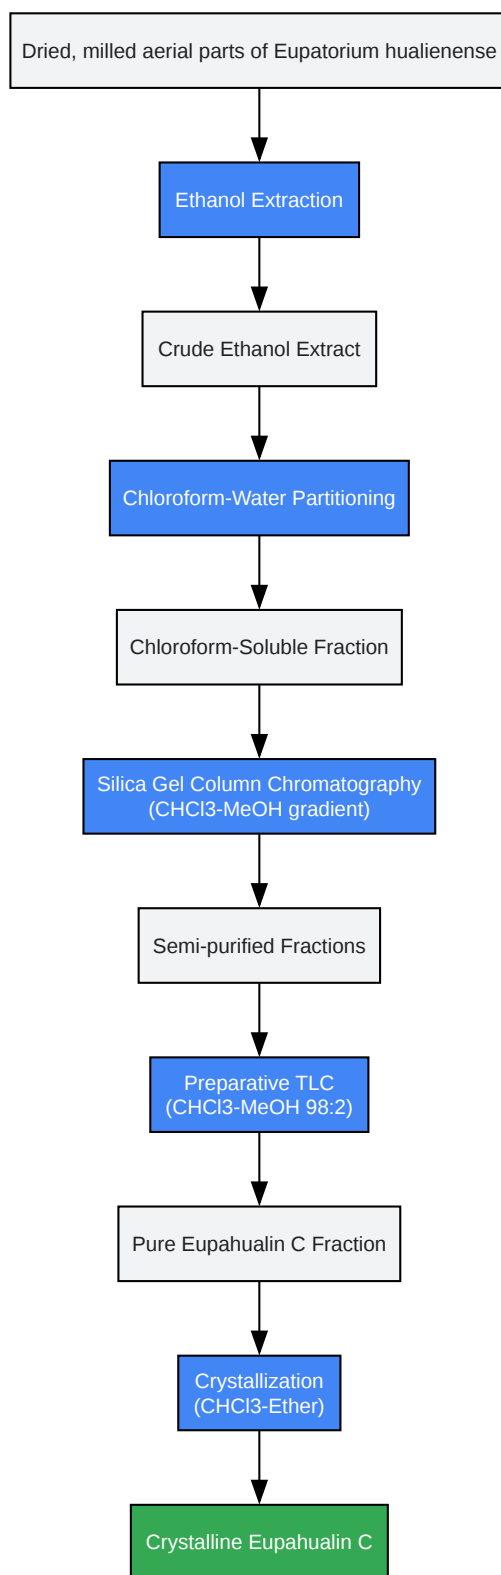 Dried, milled aerial parts of Eupatorium hualienense
Ethanol Extraction
Crude Ethanol Extract
Chloroform-Water Partitioning
Chloroform-Soluble Fraction
Silica Gel Column Chromatography
(CHCl3-MeOH gradient)
Semi-purified Fractions
Preparative TLC
(CHCl3-MeOH 98:2)
Pure Eupahualin C Fraction
Crystallization
(CHCl3-Ether)
Crystalline Eupahualin C